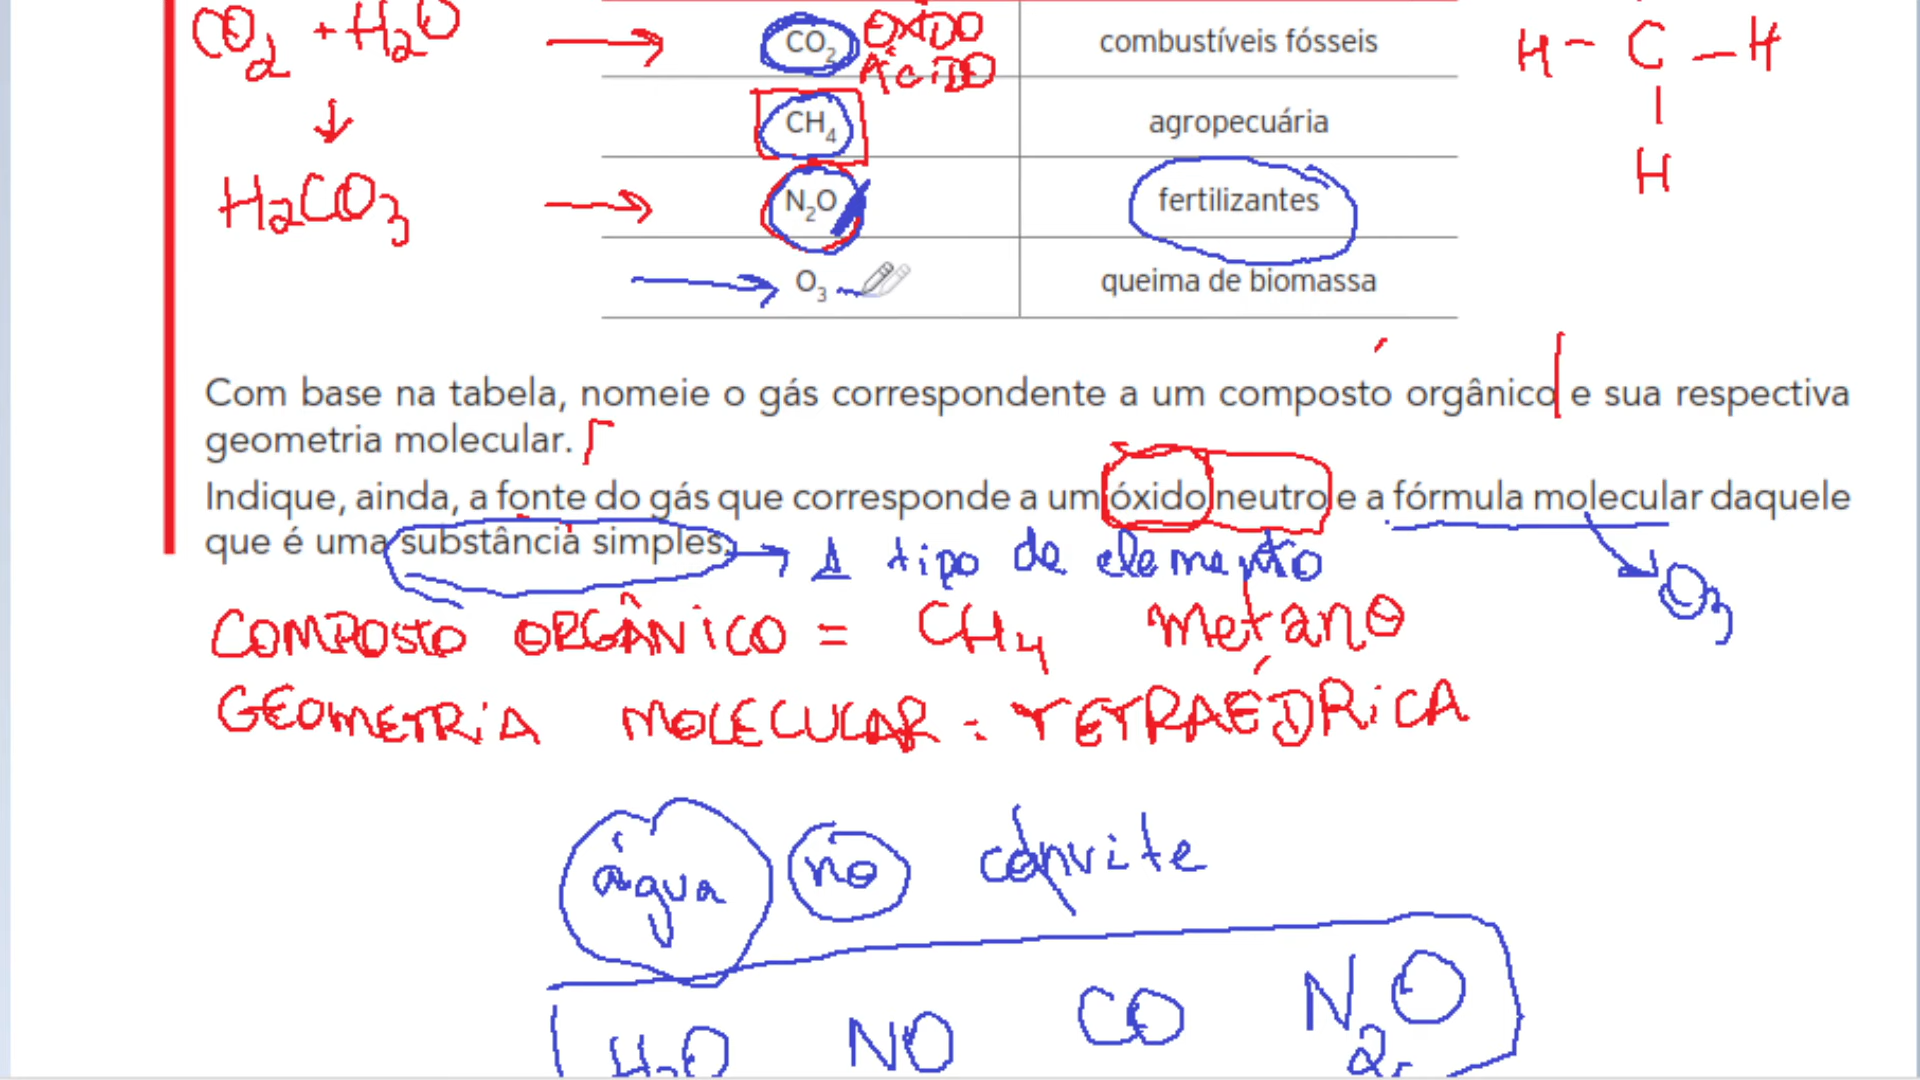 CO2 + H2O → CO2 ÓXIDO combustíveis fósseis H - C - H
ÁCIDO
↓ CH4 agropecuária
H
H2CO3 → N2O fertilizantes
→ O3 queima de biomassa
Com base na tabela, nomeie o gás correspondente a um composto orgânico e sua respectiva
geometria molecular.
Indique, ainda, a fonte do gás que corresponde a um óxido neutro e a fórmula molecular daquele
que é uma substância simples. → 1 tipo de elemento
O3
COMPOSTO ORGÂNICO = CH4 metano
GEOMETRIA MOLECULAR = TETRAÉDRICA
água no convite
H2O NO CO N2O